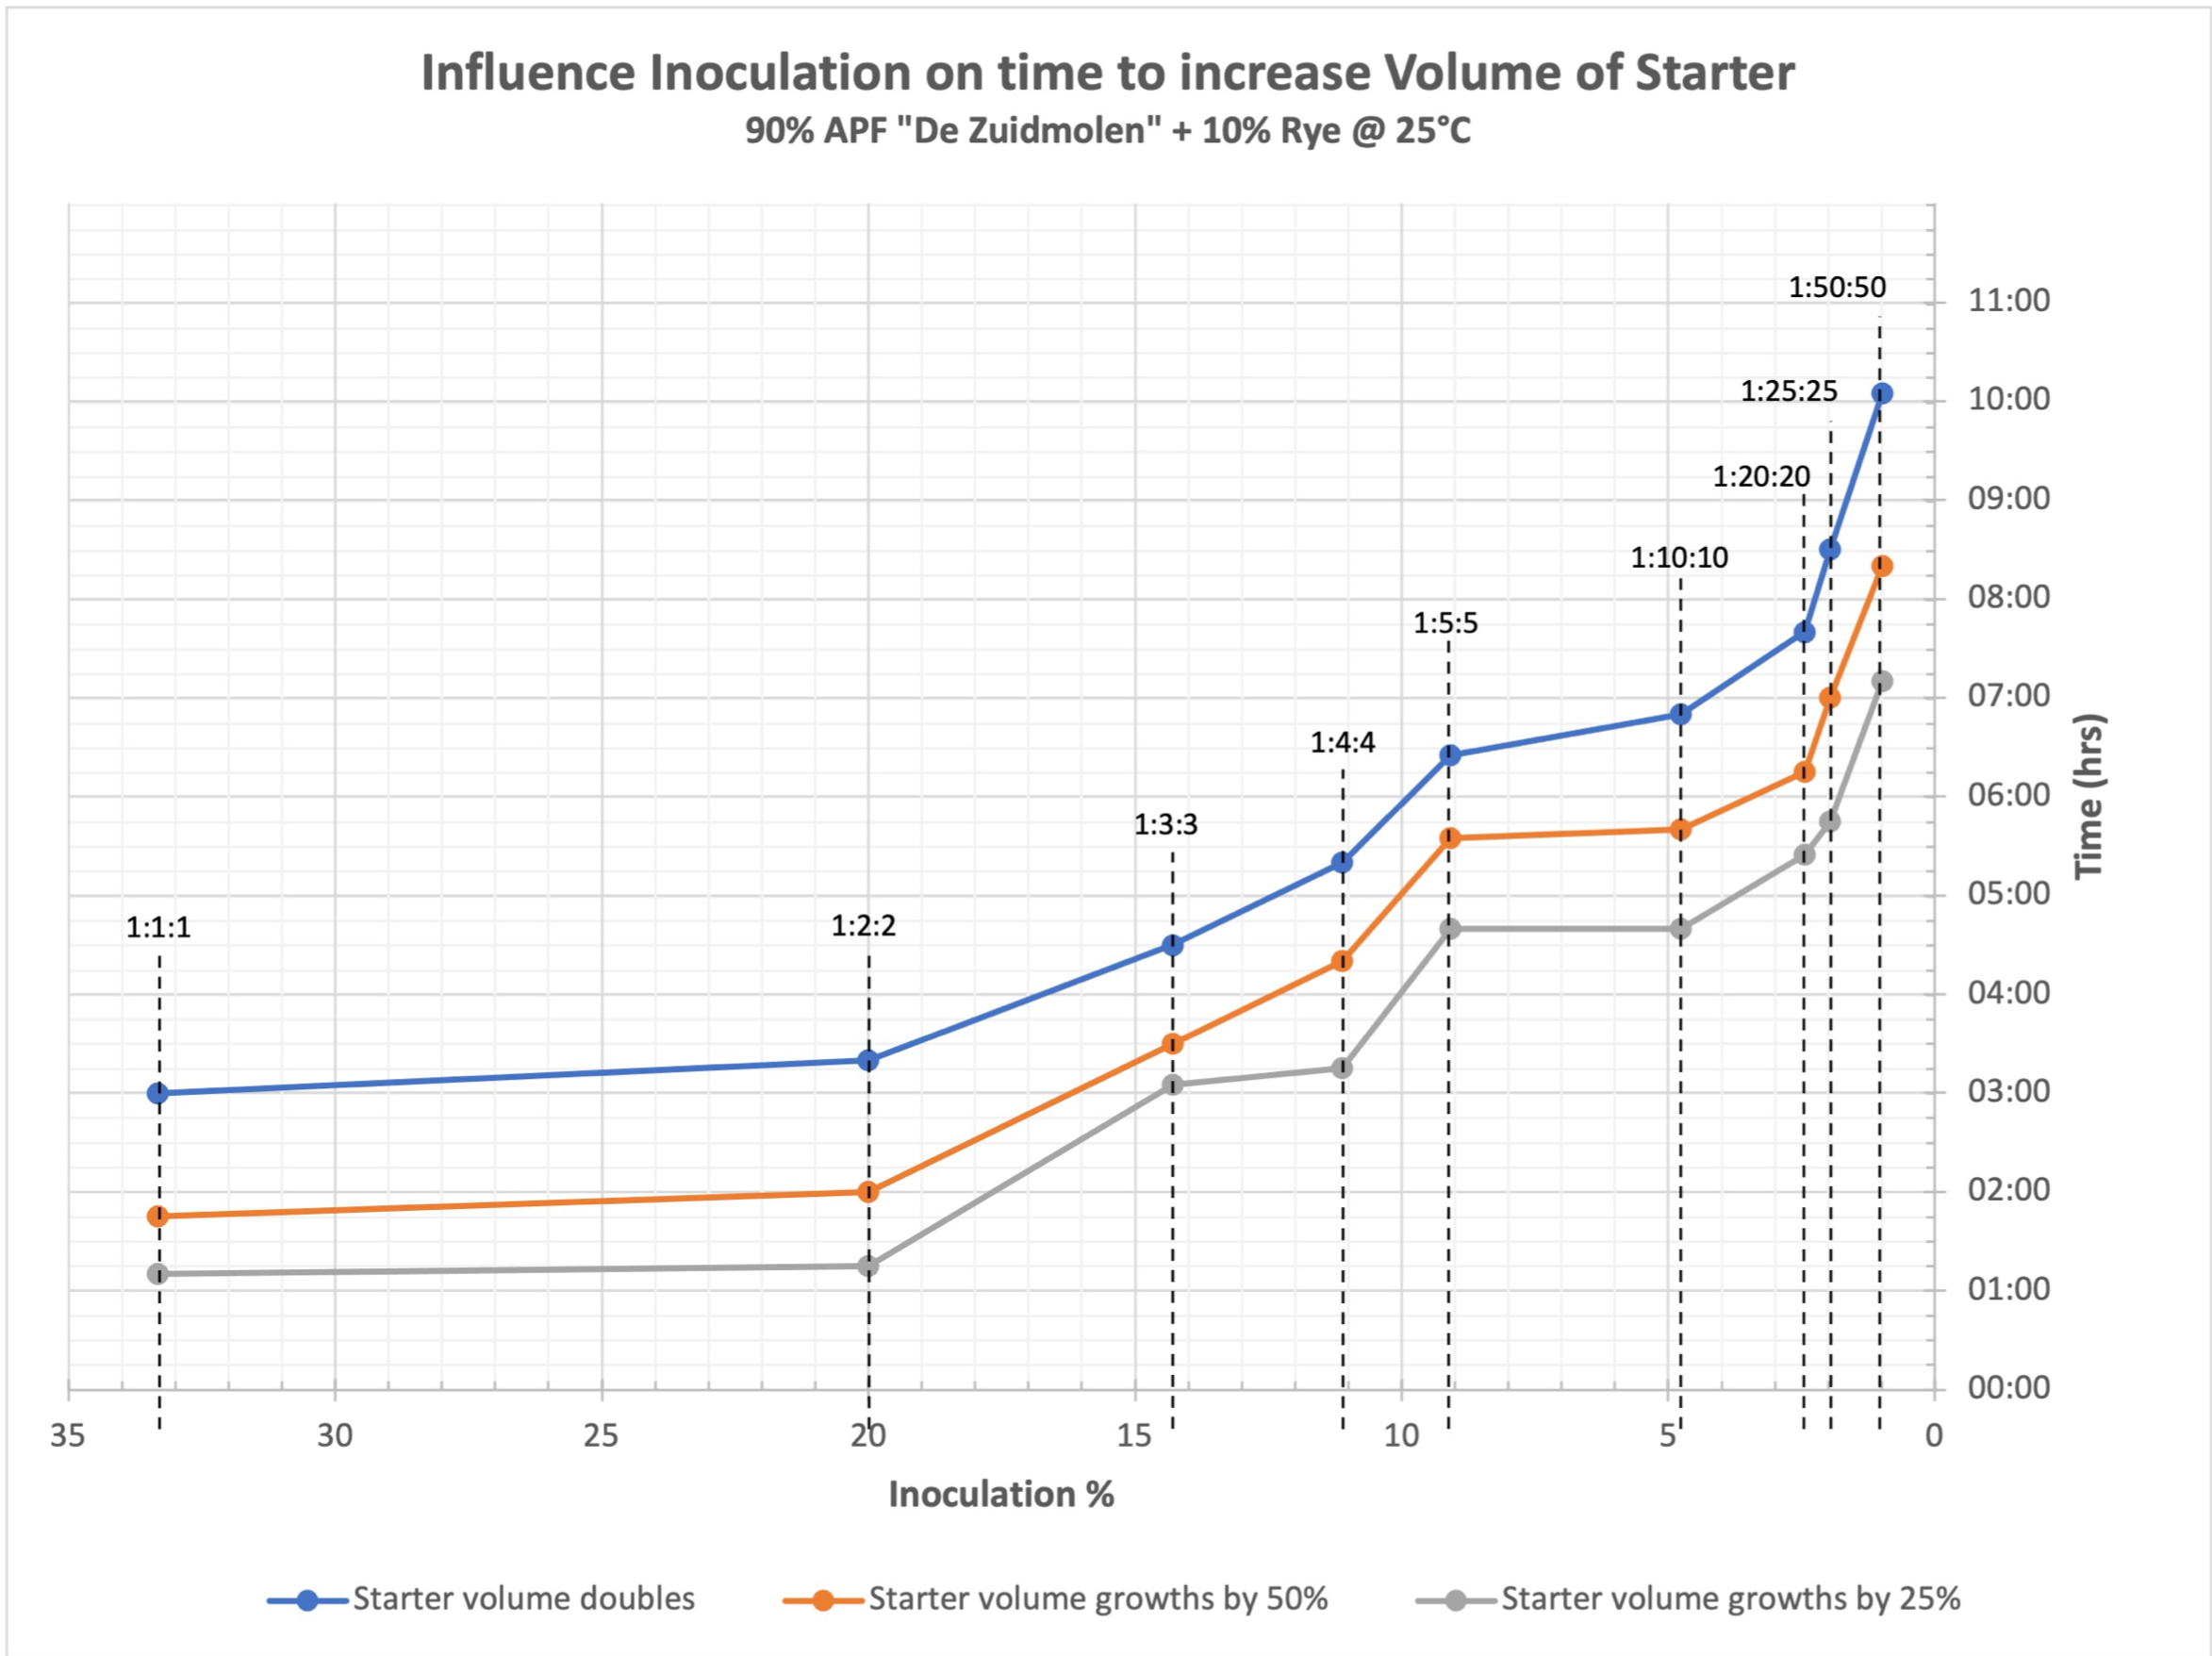 Influence Inoculation on time to increase Volume of Starter
90% APF "De Zuidmolen" + 10% Rye @ 25°C
1:50:50
11:00
1:25:25
10:00
1:20:20
09:00
1:10:10
08:00
1:5:5
07:00
1:4:4
06:00
1:3:3
05:00
1:1:1
1:2:2
04:00
03:00
02:00
01:00
00:00
Time (hrs)
35 30 25 20 15 10 5 0
Inoculation %
Starter volume doubles
Starter volume growths by 50%
Starter volume growths by 25%